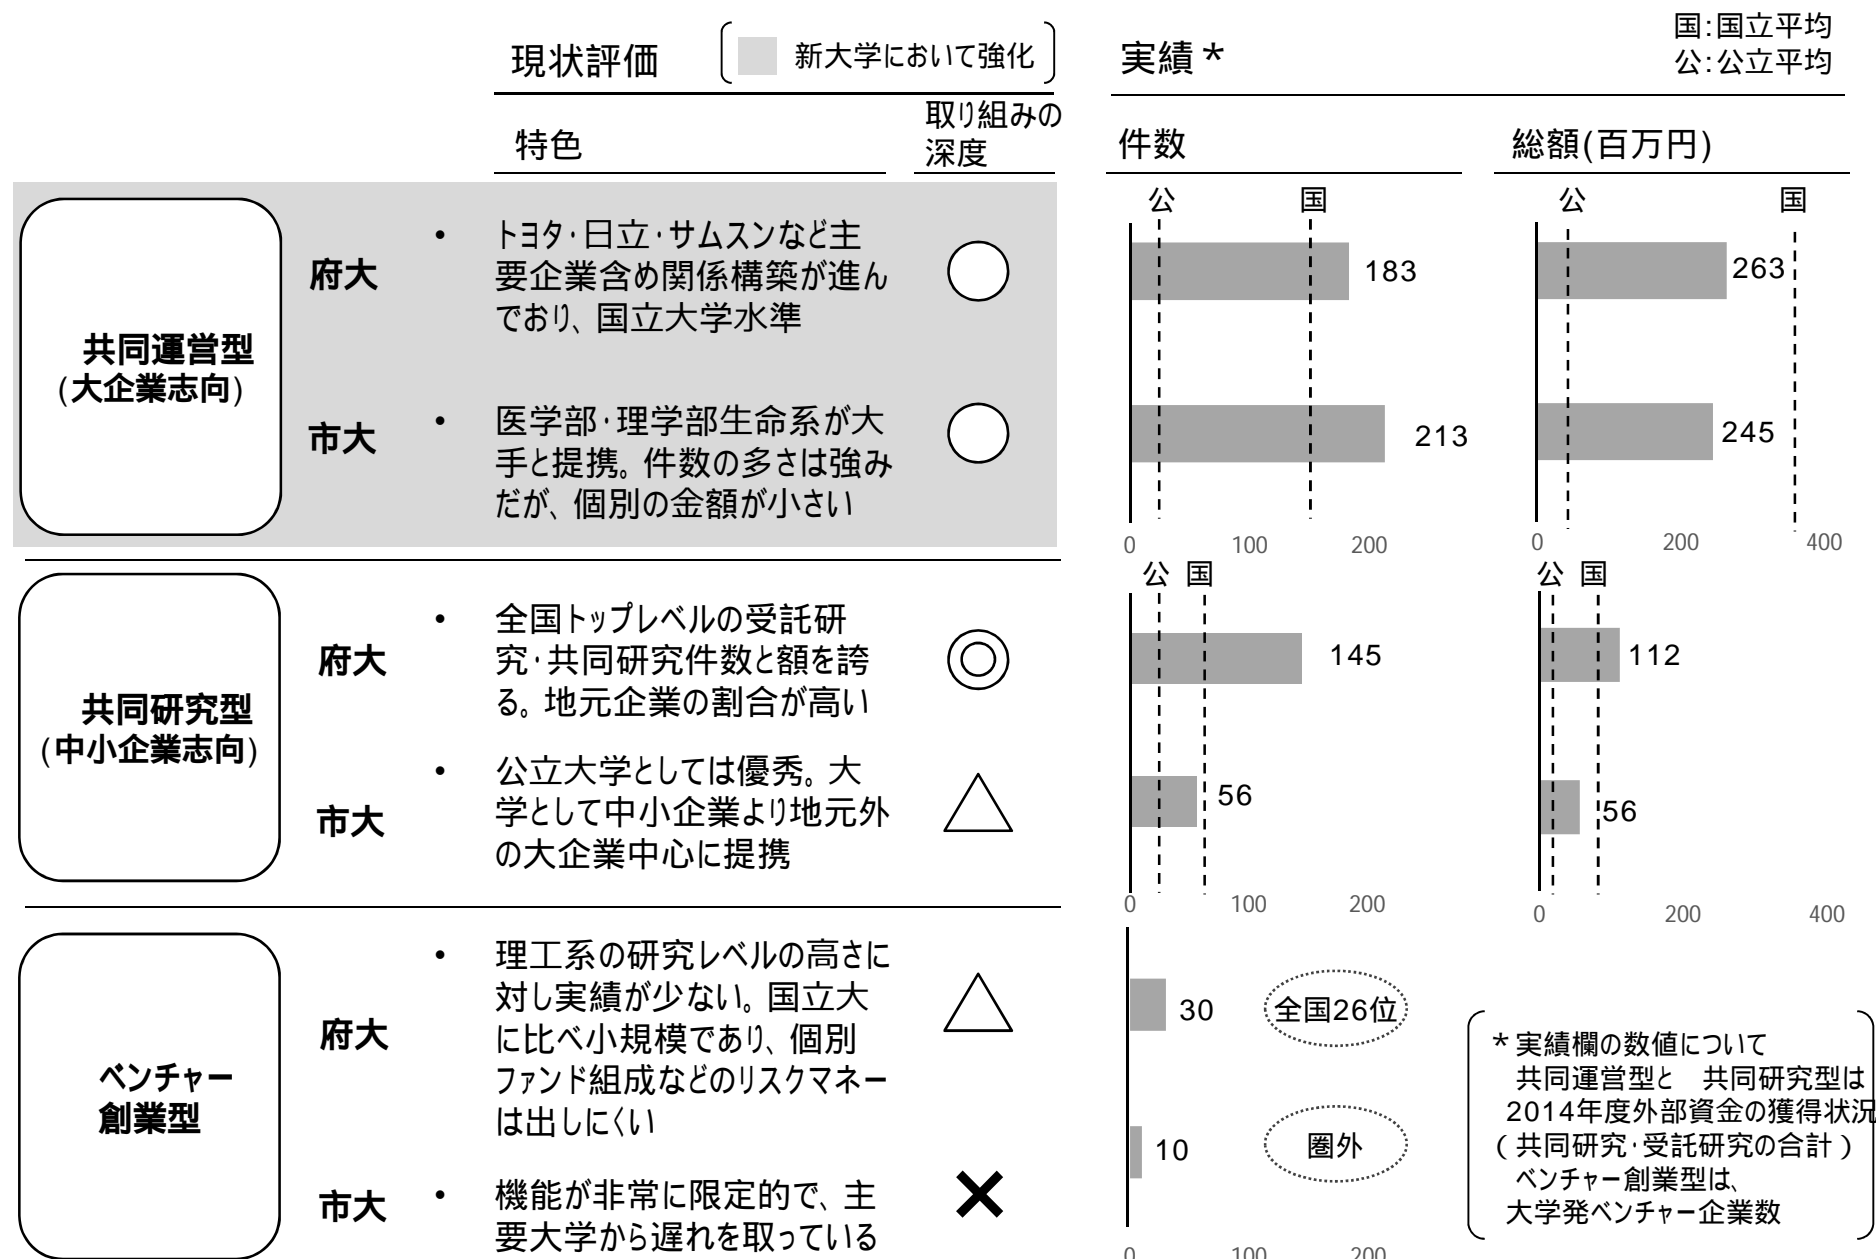 現状評価
新大学において強化
実績＊
国：国立平均
公：公立平均
特色
取り組みの
深度
件数
総額(百万円)
共同運営型
(大企業志向)
府大
• トヨタ・日立・サムスンなど主
要企業含め関係構築が進ん
でおり、国立大学水準
○
公
国
183
公
国
263
市大
• 医学部・理学部生命系が大
手と提携。件数の多さは強み
だが、個別の金額が小さい
○
213
245
0 100 200
0 200 400
共同研究型
(中小企業志向)
府大
• 全国トップレベルの受託研
究・共同研究件数と額を誇
る。地元企業の割合が高い
◎
公 国
145
公 国
112
市大
• 公立大学としては優秀。大
学として中小企業より地元外
の大企業中心に提携
△
56
56
0 100 200
0 200 400
ベンチャー
創業型
府大
• 理工系の研究レベルの高さに
対し実績が少ない。国立大
に比べ小規模であり、個別
ファンド組成などのリスクマネー
は出しにくい
△
30
全国26位
市大
• 機能が非常に限定的で、主
要大学から遅れを取っている
×
10
圏外
0 100 200
＊実績欄の数値について
共同運営型と 共同研究型は
2014年度外部資金の獲得状況
(共同研究・受託研究の合計)
ベンチャー創業型は、
大学発ベンチャー企業数